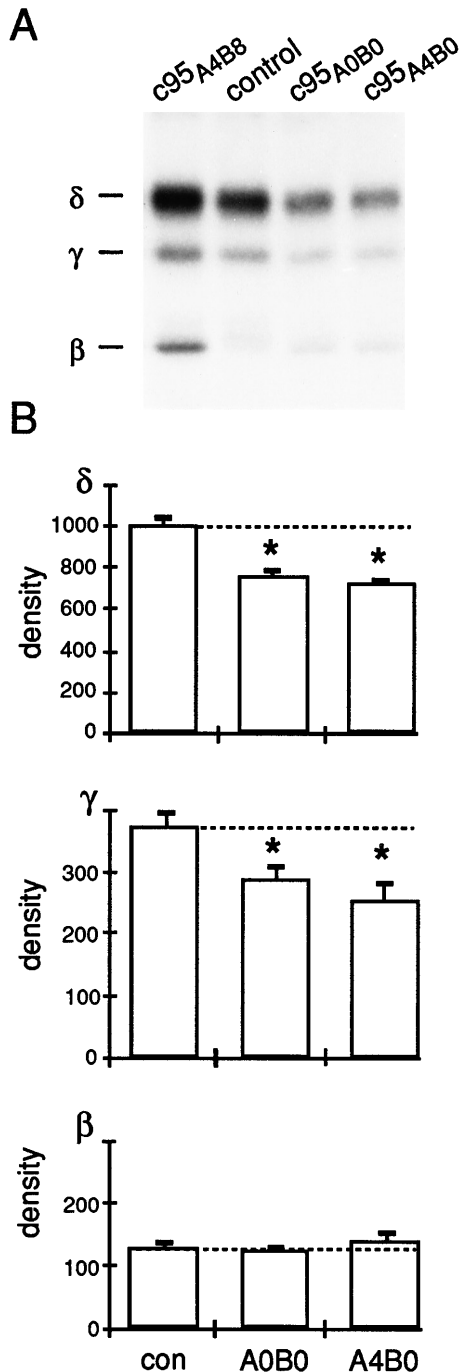 A
c95A4B8 control c95A0B0 c95A4B0
δ
γ
β
B
δ
1000
800
600
400
200
0
density
*
*
γ
300
200
100
0
density
*
*
β
200
100
0
density
con A0B0 A4B0